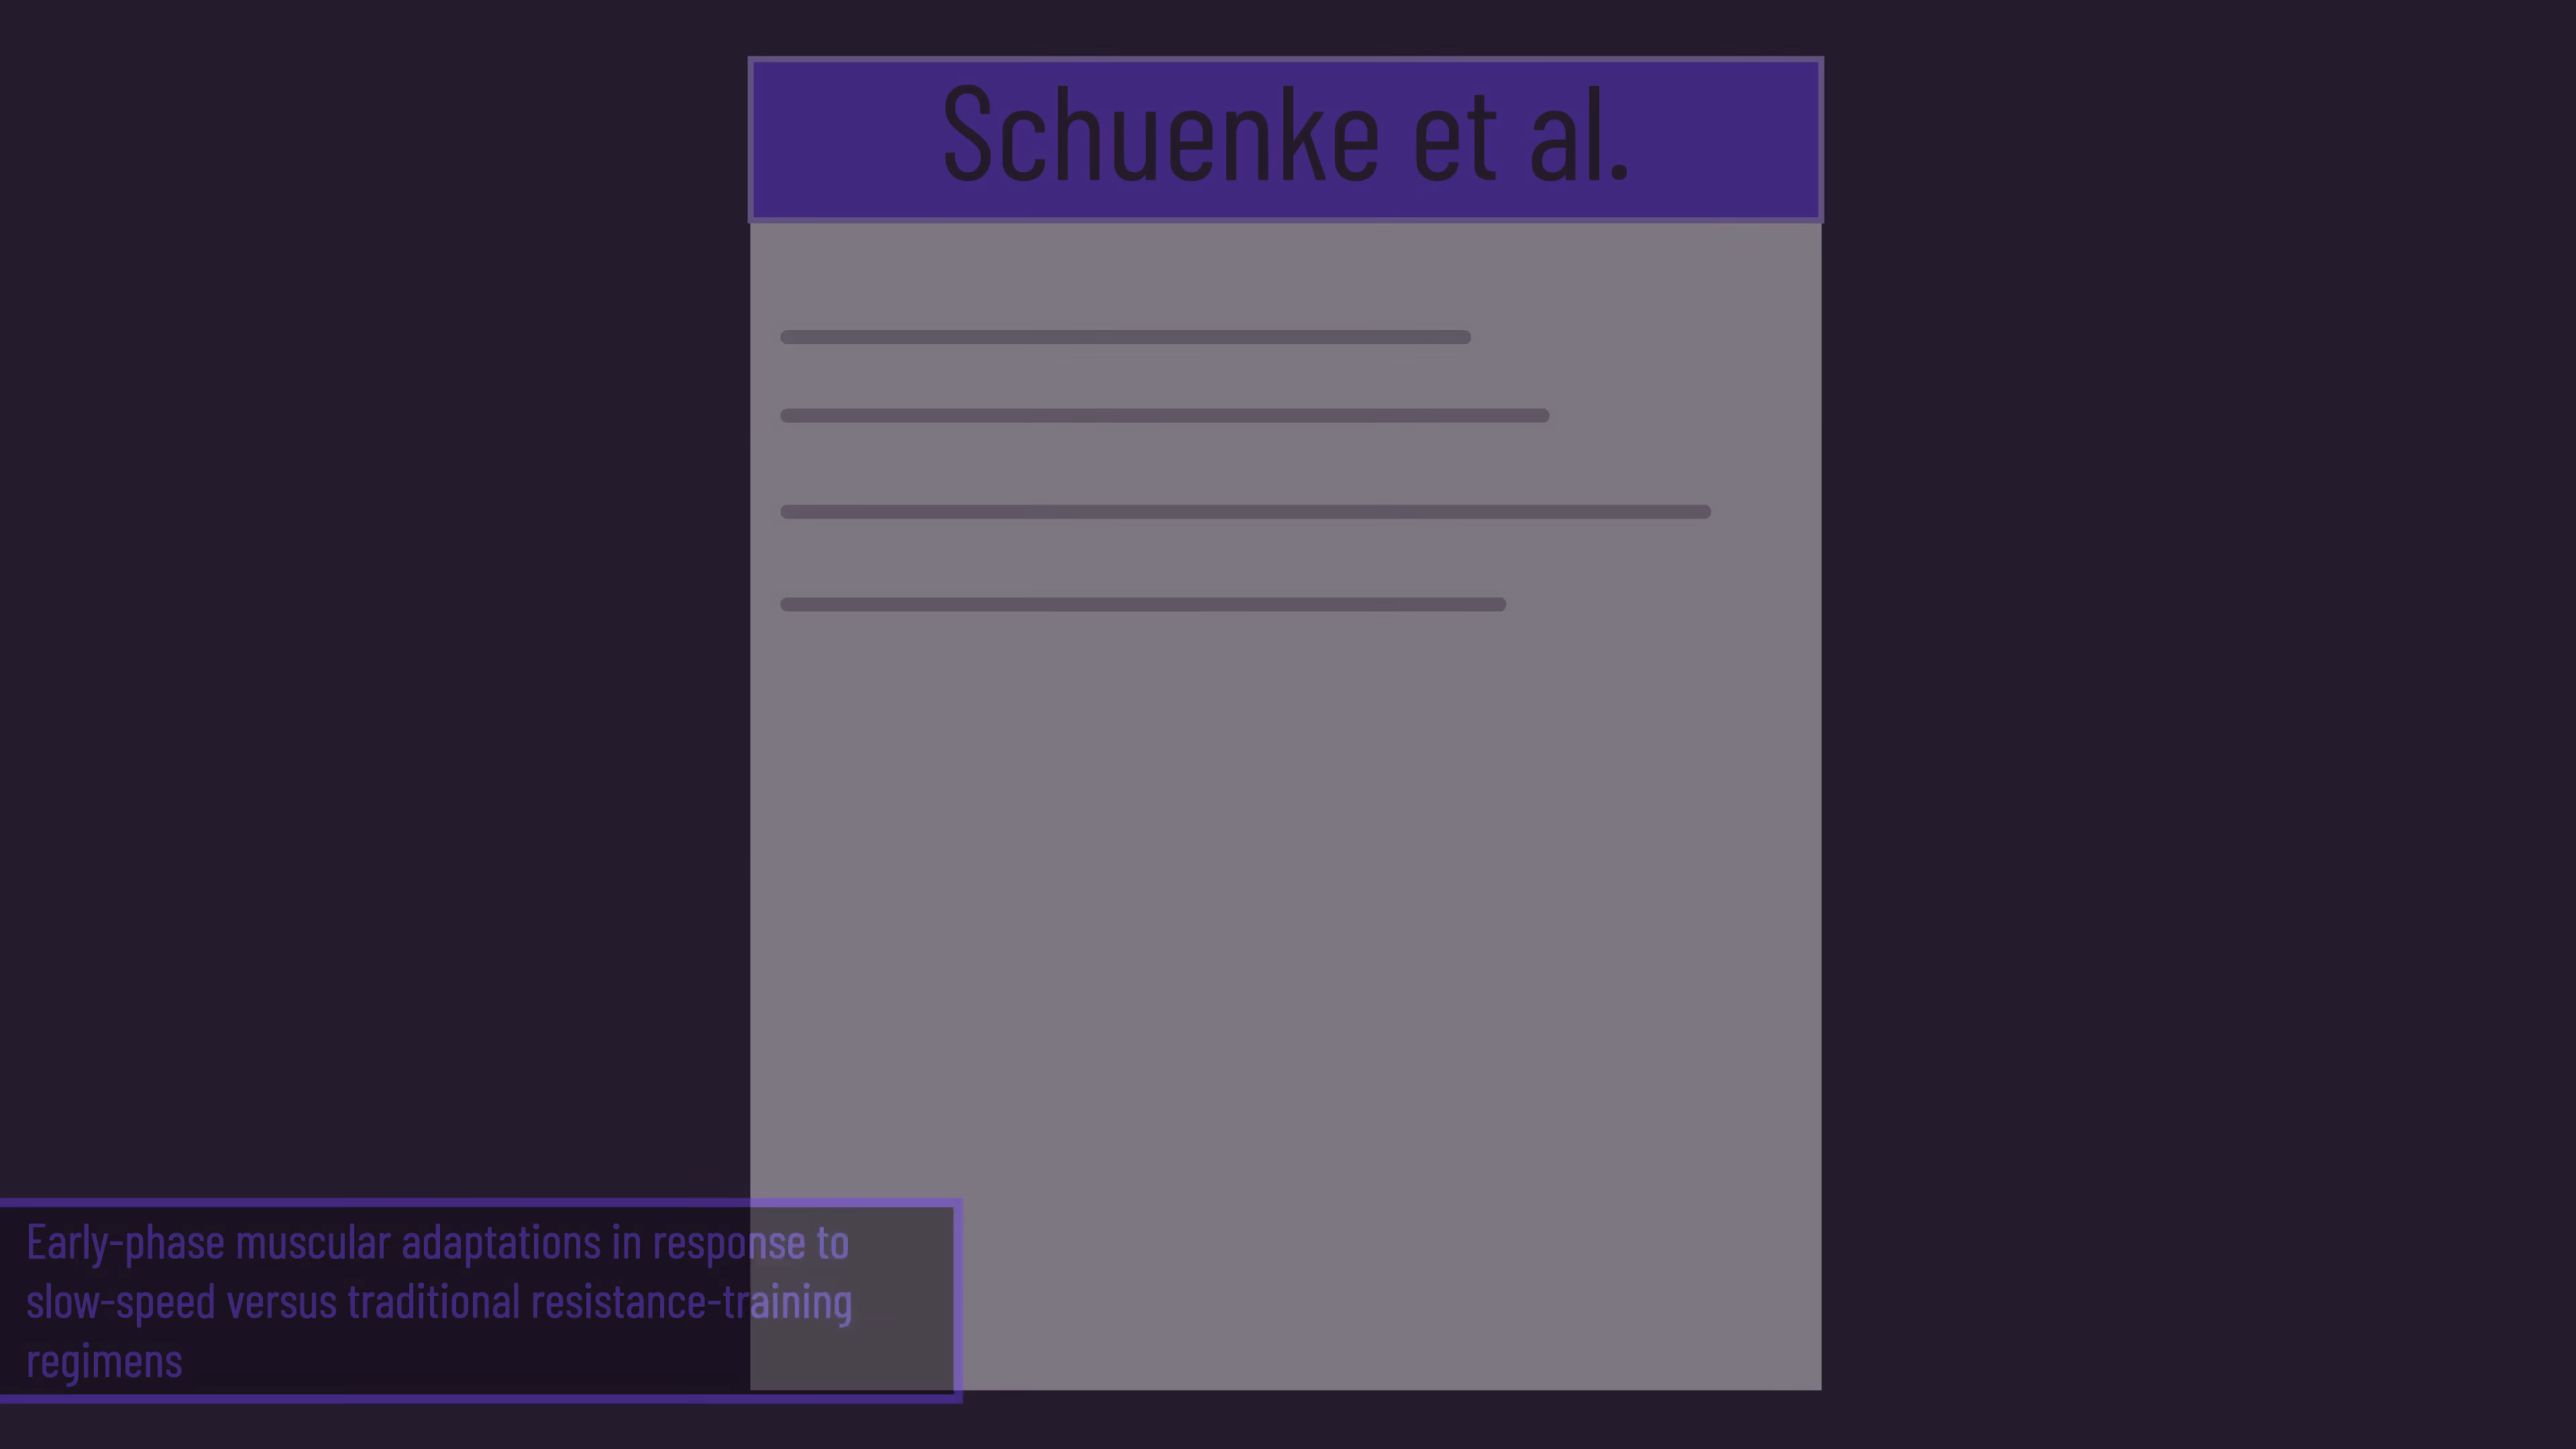 Schuenke et al.
Early-phase muscular adaptations in response to
slow-speed versus traditional resistance-training
regimens